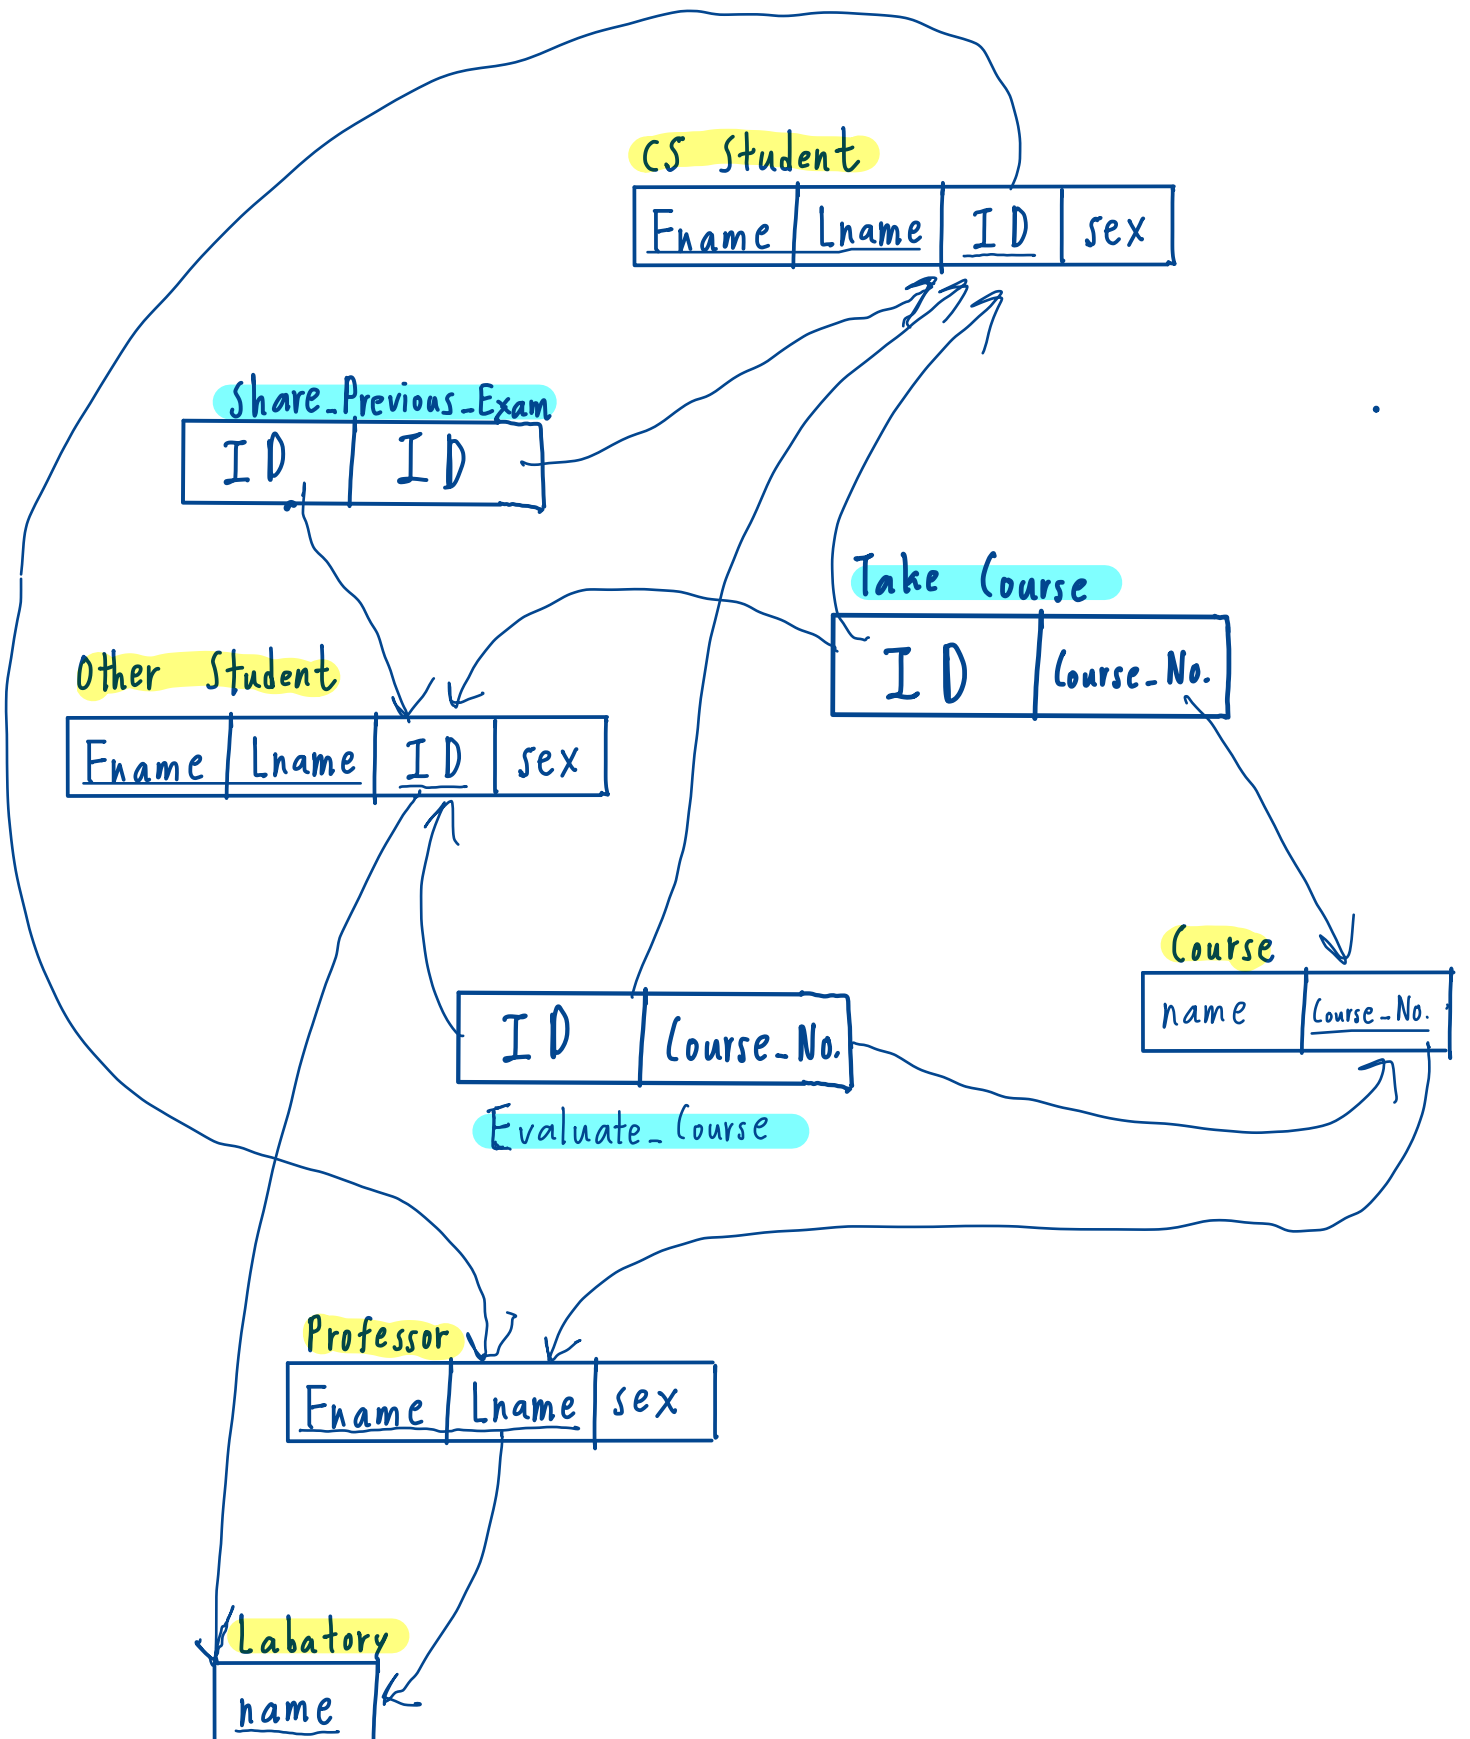 CS Student
Fname Lname ID sex
Share_Previous_Exam
ID ID
Take Course
ID Course_No.
Other Student
Fname Lname ID sex
Course
name Course_No.
ID Course_No.
Evaluate_Course
Professor
Fname Lname sex
Labatory
name